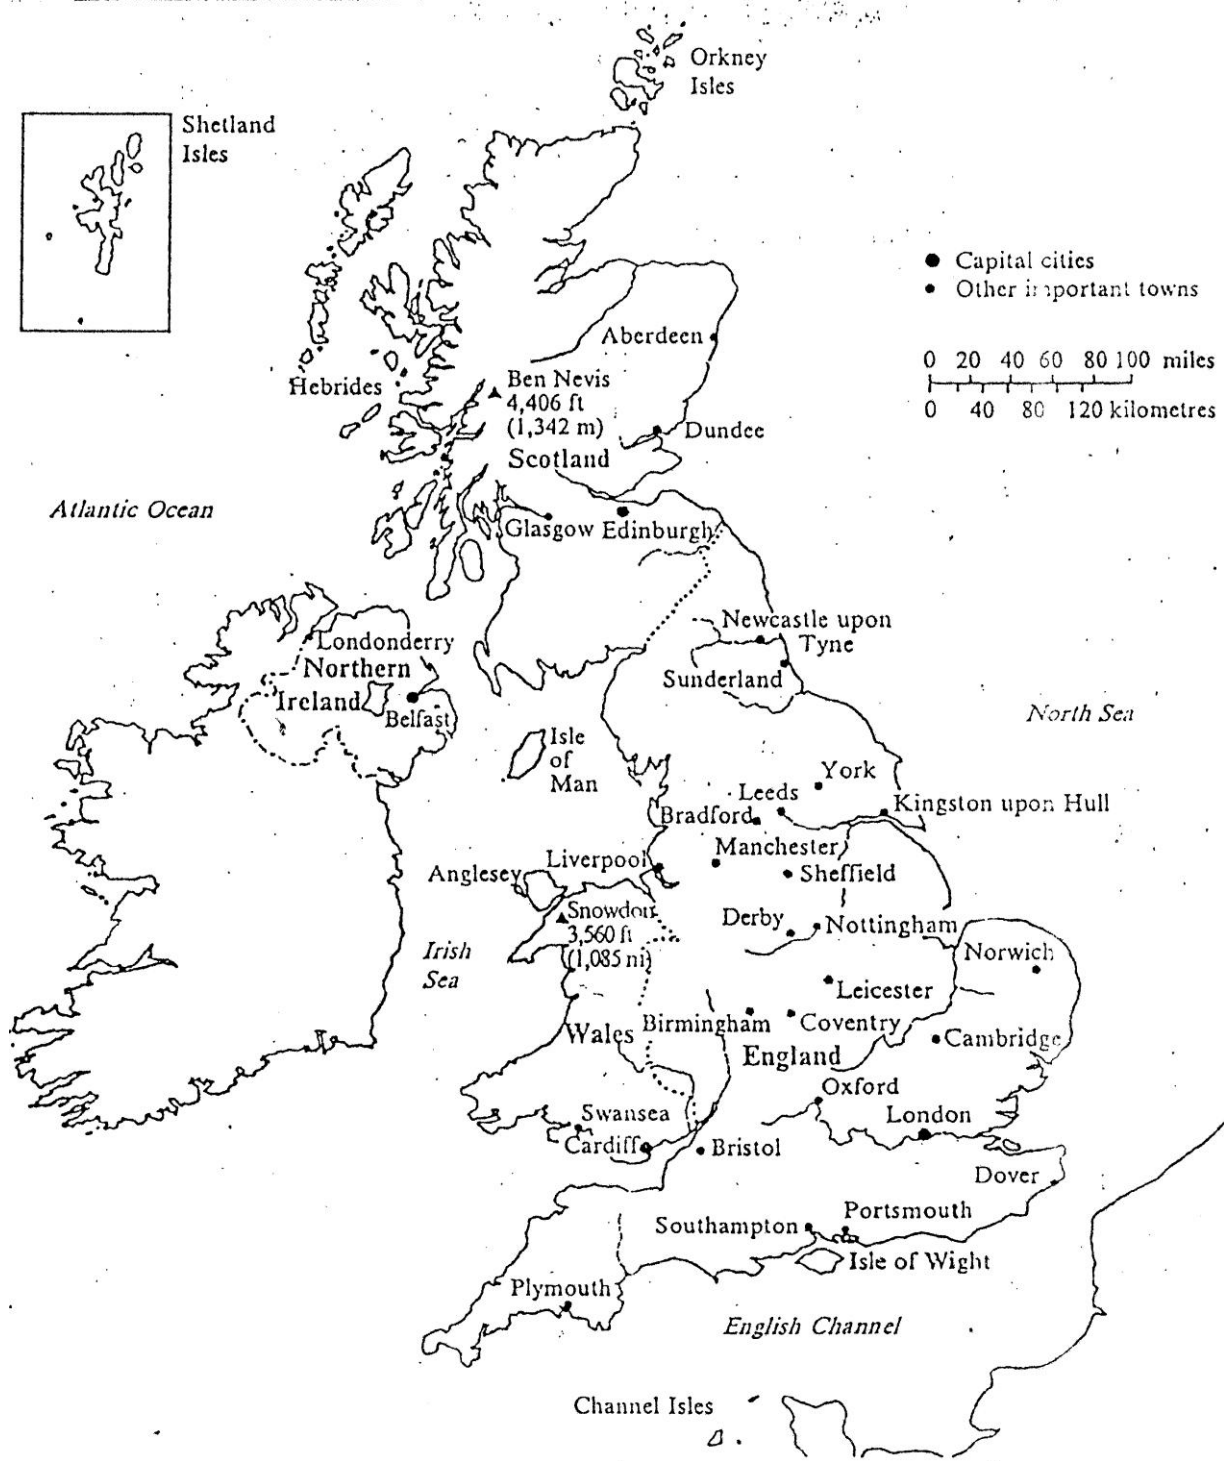 Orkney
Isles
Shetland
Isles
Capital cities
Other important towns
Aberdeen
0 20 40 60 80 100 miles
0 40 80 120 kilometres
Hebrides
Ben Nevis
4,406 ft
(1,342 m)
Dundee
Scotland
Atlantic Ocean
Glasgow
Edinburgh
Newcastle upon
Tyne
Londonderry
Northern
Ireland
Belfast
Sunderland
North Sea
Isle
of
Man
York
Leeds
Kingston upon Hull
Bradford
Manchester
Liverpool
Anglesey
Sheffield
Snowdon
3,560 ft
(1,085 m)
Derby
Nottingham
Norwich
Irish
Sea
Leicester
Wales
Birmingham
Coventry
Cambridge
England
Oxford
Swansea
London
Cardiff
Bristol
Dover
Southampton
Portsmouth
Isle of Wight
Plymouth
English Channel
Channel Isles